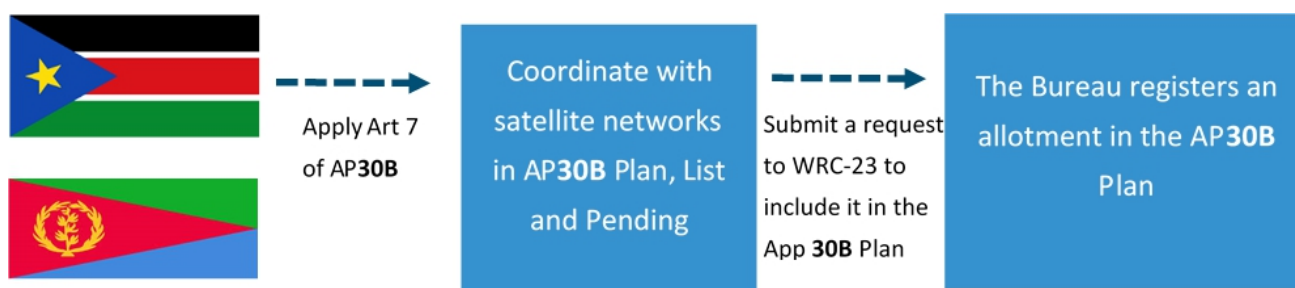 Apply Art 7
of AP30B
Coordinate with
satellite networks
in AP30B Plan, List
and Pending
Submit a request
to WRC-23 to
include it in the
App 30B Plan
The Bureau registers an
allotment in the AP30B
Plan